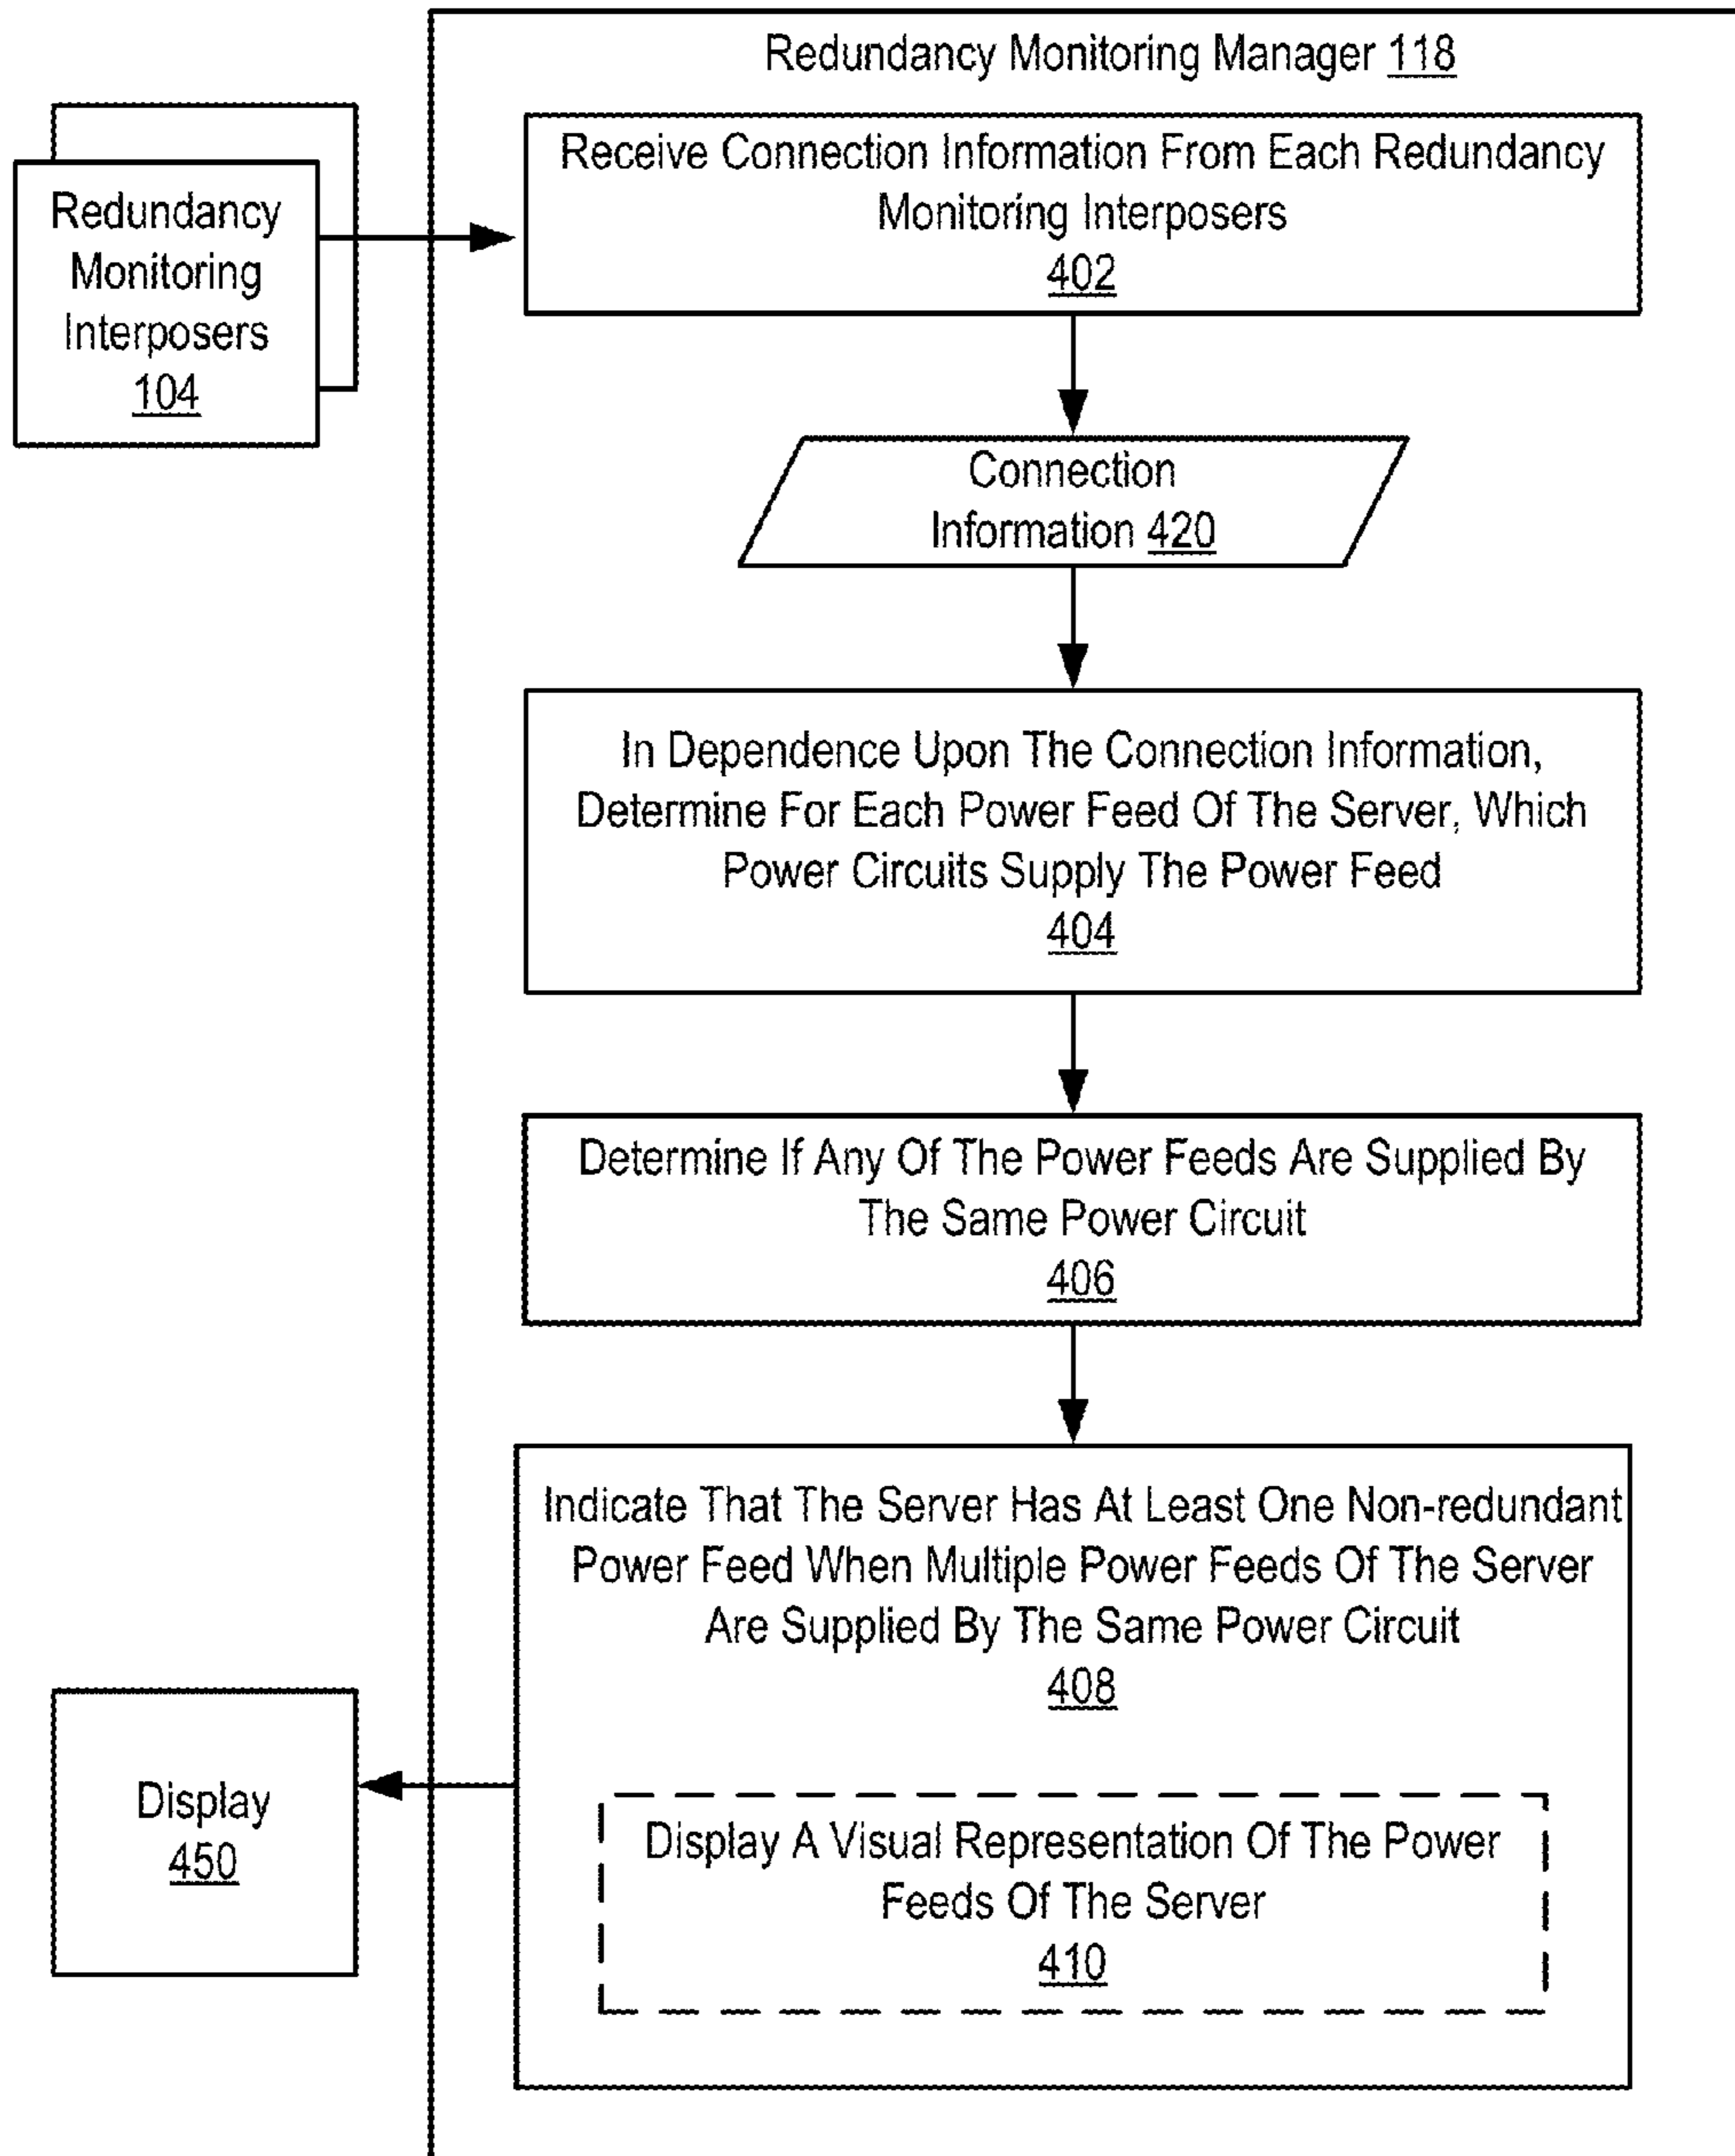 Redundancy Monitoring Manager 118
Receive Connection Information From Each Redundancy
Monitoring Interposers
402
Redundancy
Monitoring
Interposers
104
Connection
Information 420
In Dependence Upon The Connection Information,
Determine For Each Power Feed Of The Server, Which
Power Circuits Supply The Power Feed
404
Determine If Any Of The Power Feeds Are Supplied By
The Same Power Circuit
406
Indicate That The Server Has At Least One Non-redundant
Power Feed When Multiple Power Feeds Of The Server
Are Supplied By The Same Power Circuit
408
Display
450
Display A Visual Representation Of The Power
Feeds Of The Server
410